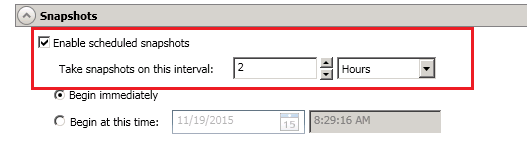 Snapshots
Enable scheduled snapshots
Take snapshots on this interval: 2 Hours
Begin immediately
Begin at this time: 11/19/2015 15 8:29:16 AM